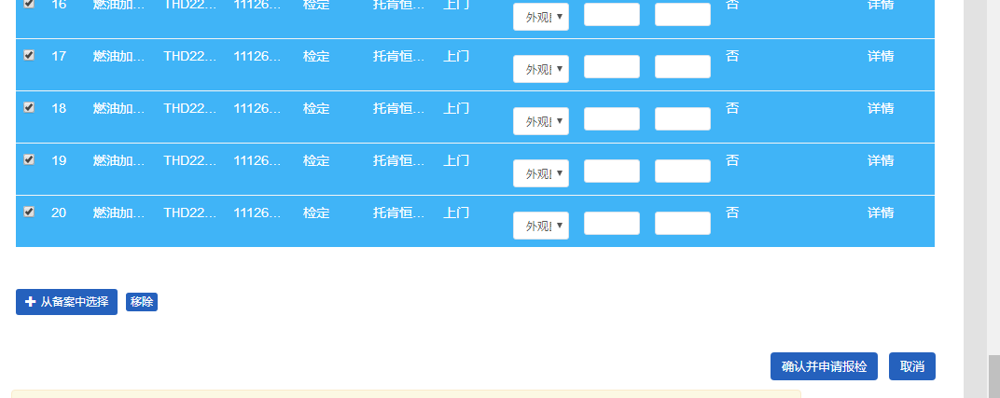 16 燃油加... THD22... 11126... 检定 托肯恒... 上门 外观 否 详情
17 燃油加... THD22... 11126... 检定 托肯恒... 上门 外观 否 详情
18 燃油加... THD22... 11126... 检定 托肯恒... 上门 外观 否 详情
19 燃油加... THD22... 11126... 检定 托肯恒... 上门 外观 否 详情
20 燃油加... THD22... 11126... 检定 托肯恒... 上门 外观 否 详情
从备案中选择 移除
确认并申请报检 取消